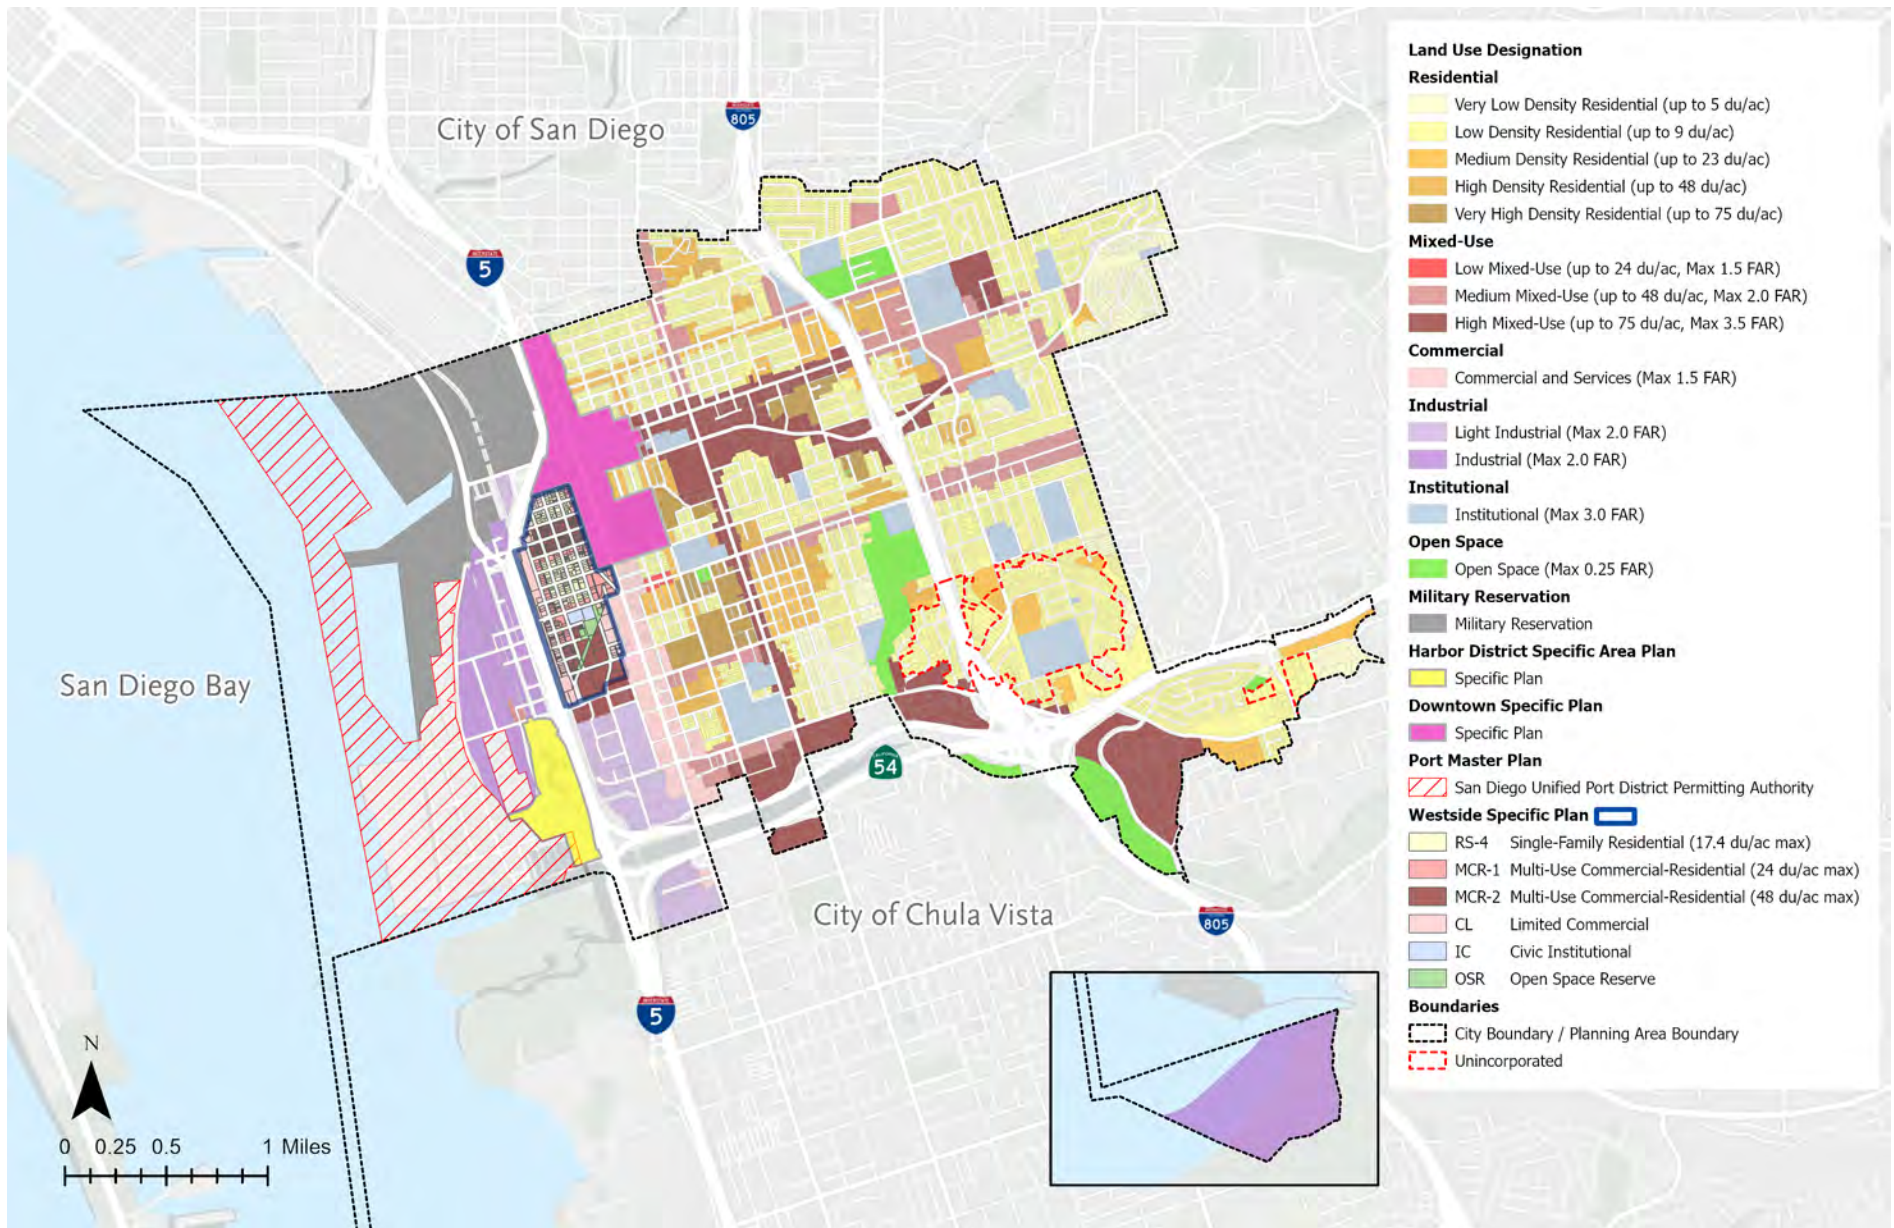 City of San Diego
INTERSTATE
805
INTERSTATE
5
San Diego Bay
CALIFORNIA
54
City of Chula Vista
INTERSTATE
805
INTERSTATE
5
N
0 0.25 0.5 1 Miles
Land Use Designation
Residential
Very Low Density Residential (up to 5 du/ac)
Low Density Residential (up to 9 du/ac)
Medium Density Residential (up to 23 du/ac)
High Density Residential (up to 48 du/ac)
Very High Density Residential (up to 75 du/ac)
Mixed-Use
Low Mixed-Use (up to 24 du/ac, Max 1.5 FAR)
Medium Mixed-Use (up to 48 du/ac, Max 2.0 FAR)
High Mixed-Use (up to 75 du/ac, Max 3.5 FAR)
Commercial
Commercial and Services (Max 1.5 FAR)
Industrial
Light Industrial (Max 2.0 FAR)
Industrial (Max 2.0 FAR)
Institutional
Institutional (Max 3.0 FAR)
Open Space
Open Space (Max 0.25 FAR)
Military Reservation
Military Reservation
Harbor District Specific Area Plan
Specific Plan
Downtown Specific Plan
Specific Plan
Port Master Plan
San Diego Unified Port District Permitting Authority
Westside Specific Plan
RS-4 Single-Family Residential (17.4 du/ac max)
MCR-1 Multi-Use Commercial-Residential (24 du/ac max)
MCR-2 Multi-Use Commercial-Residential (48 du/ac max)
CL Limited Commercial
IC Civic Institutional
OSR Open Space Reserve
Boundaries
City Boundary / Planning Area Boundary
Unincorporated